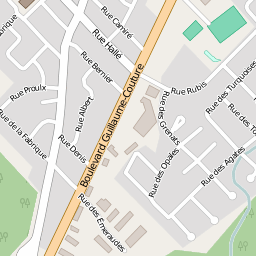 Rue Camiré
Rue Hallé
Rue Bernier
Rue Proulx
Rue Albert
Rue de la Fabrique
Rue Denis
Boulevard Guillaume-Couture
Rue Rubis
Rue des Turquoises
Rue des Grenats
Rue des Opales
Rue des Agates
Rue des Émeraudes